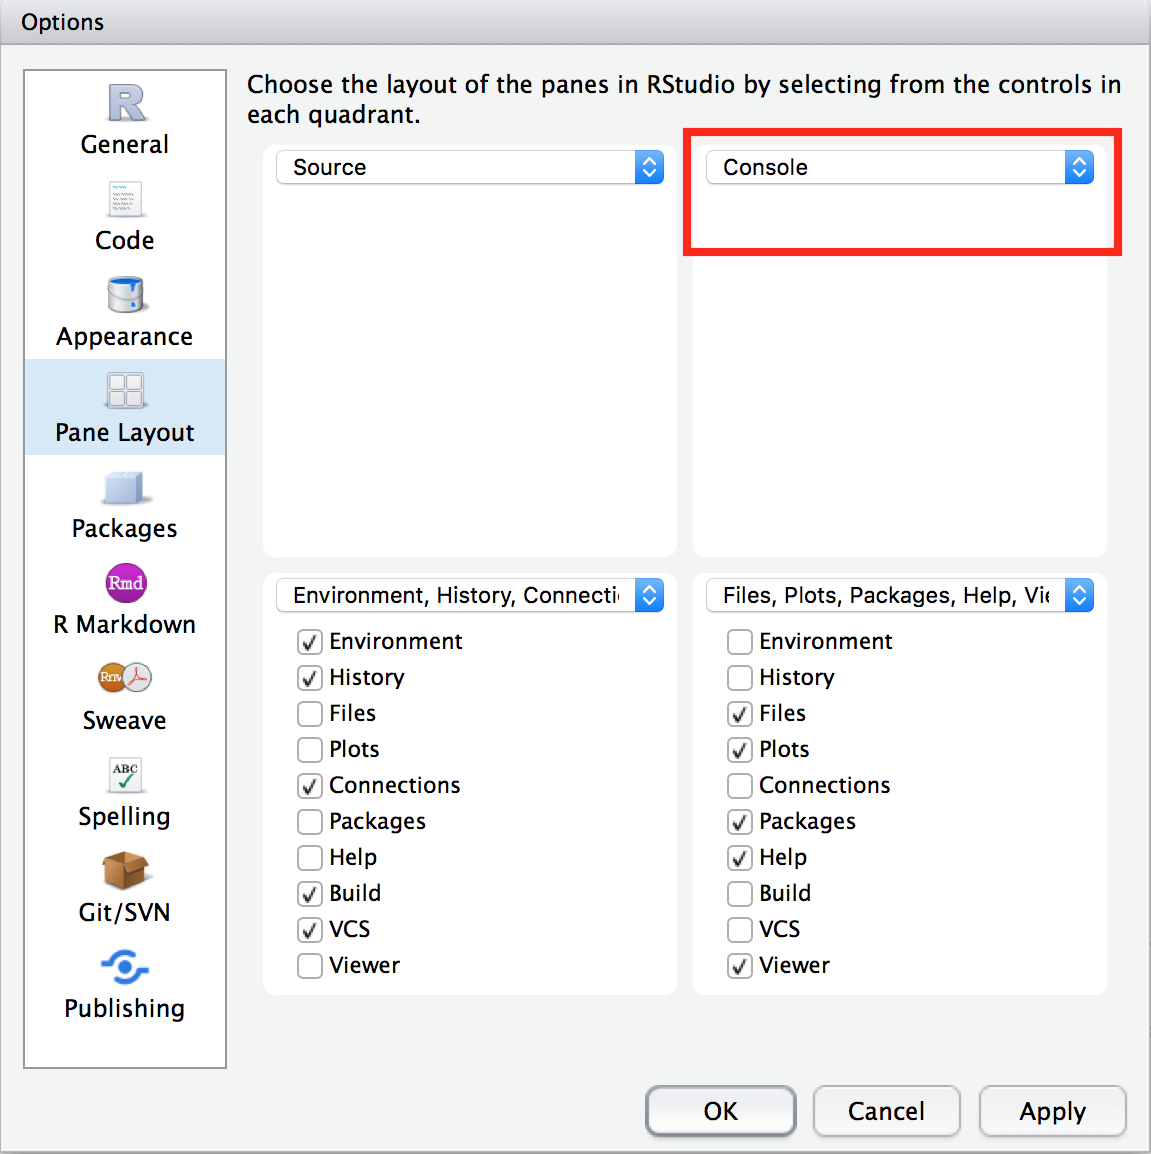 Options
Choose the layout of the panes in RStudio by selecting from the controls in
each quadrant.
General
Code
Appearance
Pane Layout
Packages
Rmd
R Markdown
Rnw
Sweave
ABC
Spelling
Git/SVN
Publishing
Source
Console
Environment, History, Connecti
Environment
History
Files
Plots
Connections
Packages
Help
Build
VCS
Viewer
Files, Plots, Packages, Help, Vie
Environment
History
Files
Plots
Connections
Packages
Help
Build
VCS
Viewer
OK
Cancel
Apply